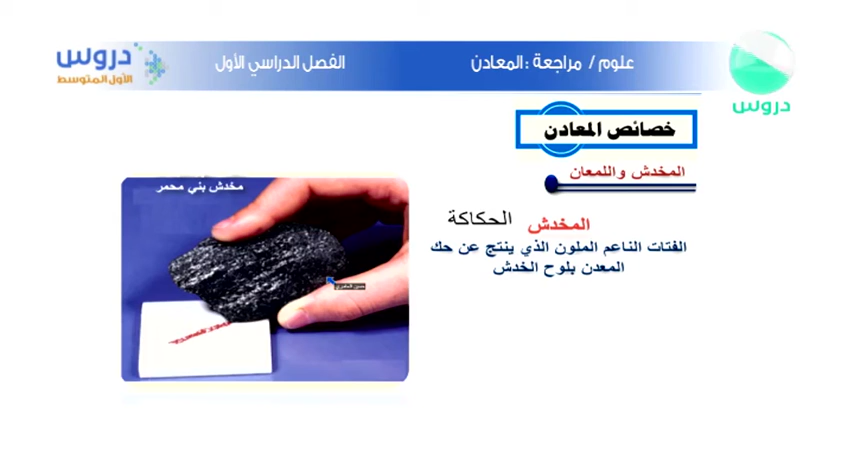 دروس
الأول المتوسط
الفصل الدراسي الأول
علوم / مراجعة : المعادن
دروس
خصائص المعادن
المخدش واللمعان
المخدش الحكاكة
الفتات الناعم الملون الذي ينتج عن حك
المعدن بلوح الخدش
مخدش بني محمر